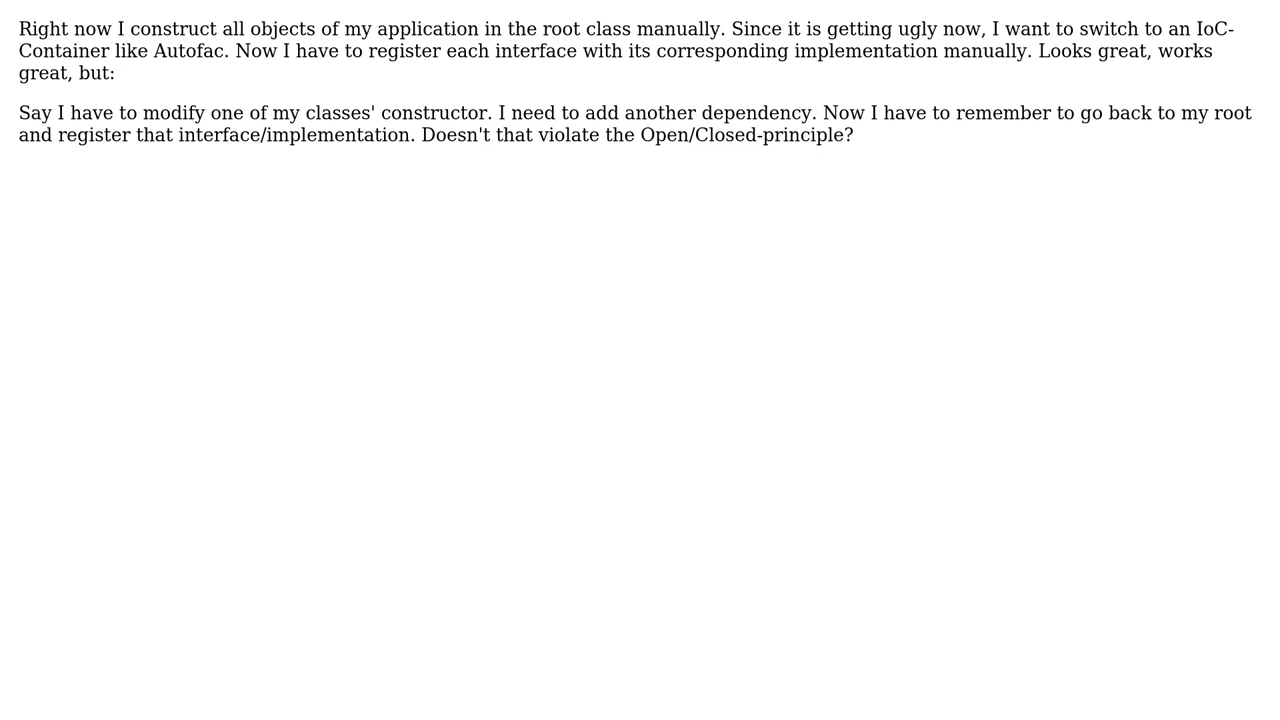 Right now I construct all objects of my application in the root class manually. Since it is getting ugly now, I want to switch to an IoC-
Container like Autofac. Now I have to register each interface with its corresponding implementation manually. Looks great, works
great, but:
Say I have to modify one of my classes' constructor. I need to add another dependency. Now I have to remember to go back to my root
and register that interface/implementation. Doesn't that violate the Open/Closed-principle?